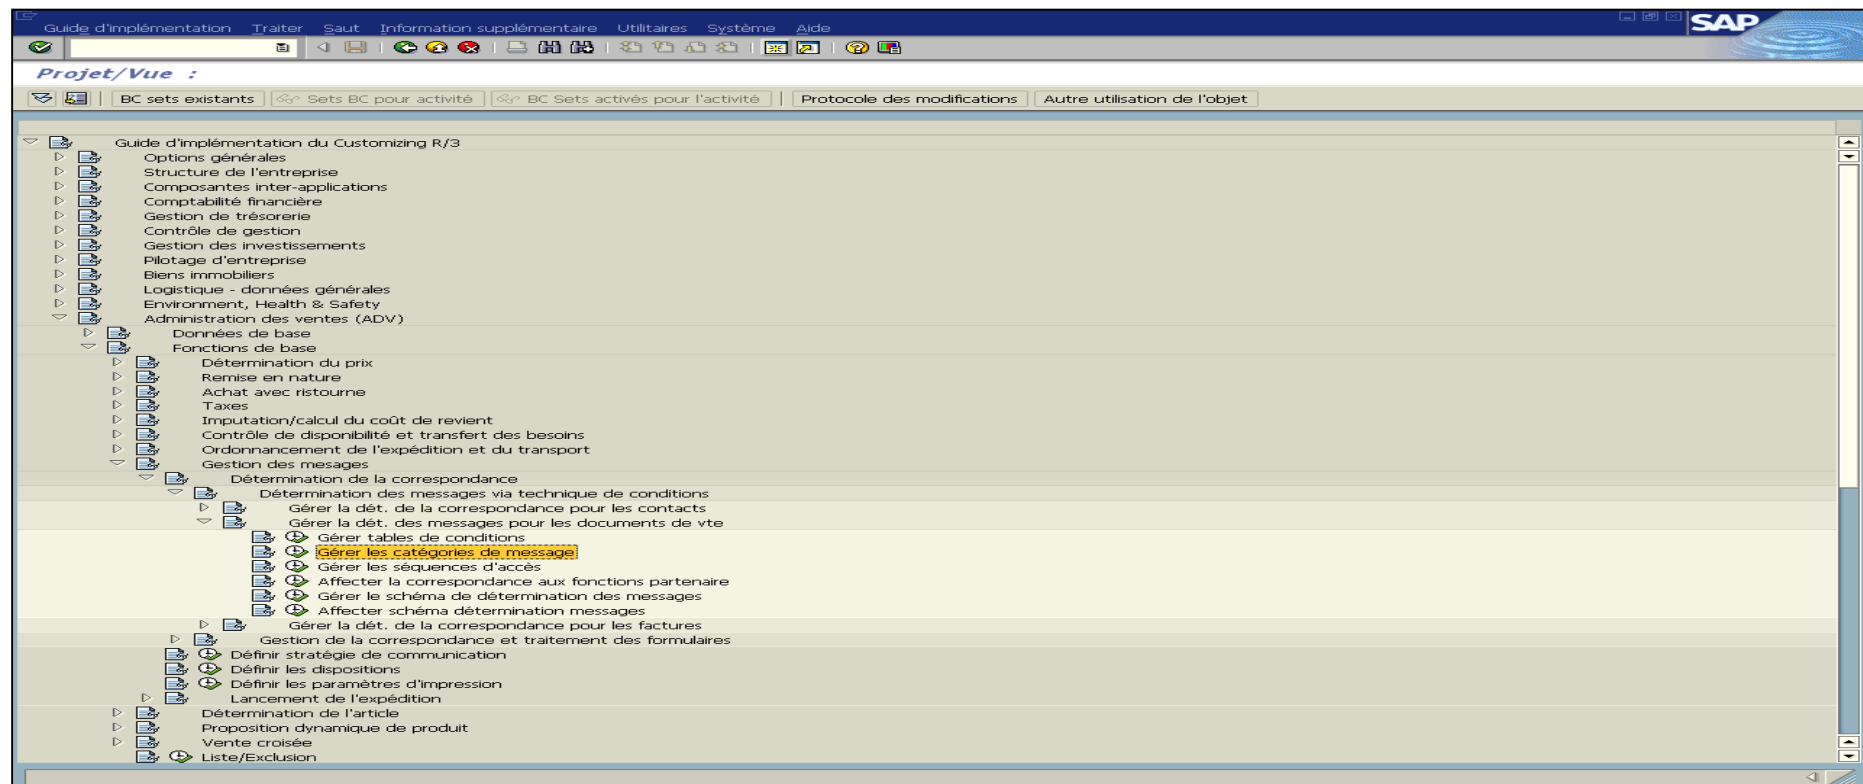 Guide d'implémentation Traiter Saut Information supplémentaire Utilitaires Système Aide
SAP
Projet/Vue :
BC sets existants Sets BC pour activité BC Sets activés pour l'activité Protocole des modifications Autre utilisation de l'objet
Guide d'implémentation du Customizing R/3
Options générales
Structure de l'entreprise
Composantes inter-applications
Comptabilité financière
Gestion de trésorerie
Contrôle de gestion
Gestion des investissements
Pilotage d'entreprise
Biens immobiliers
Logistique - données générales
Environment, Health & Safety
Administration des ventes (ADV)
Données de base
Fonctions de base
Détermination du prix
Remise en nature
Achat avec ristourne
Taxes
Imputation/calcul du coût de revient
Contrôle de disponibilité et transfert des besoins
Ordonnancement de l'expédition et du transport
Gestion des mesages
Détermination de la correspondance
Détermination des messages via technique de conditions
Gérer la dét. de la correspondance pour les contacts
Gérer la dét. des messages pour les documents de vte
Gérer tables de conditions
Gérer les catégories de message
Gérer les séquences d'accès
Affecter la correspondance aux fonctions partenaire
Gérer le schéma de détermination des messages
Affecter schéma détermination messages
Gérer la dét. de la correspondance pour les factures
Gestion de la correspondance et traitement des formulaires
Définir stratégie de communication
Définir les dispositions
Définir les paramètres d'impression
Lancement de l'expédition
Détermination de l'article
Proposition dynamique de produit
Vente croisée
Liste/Exclusion